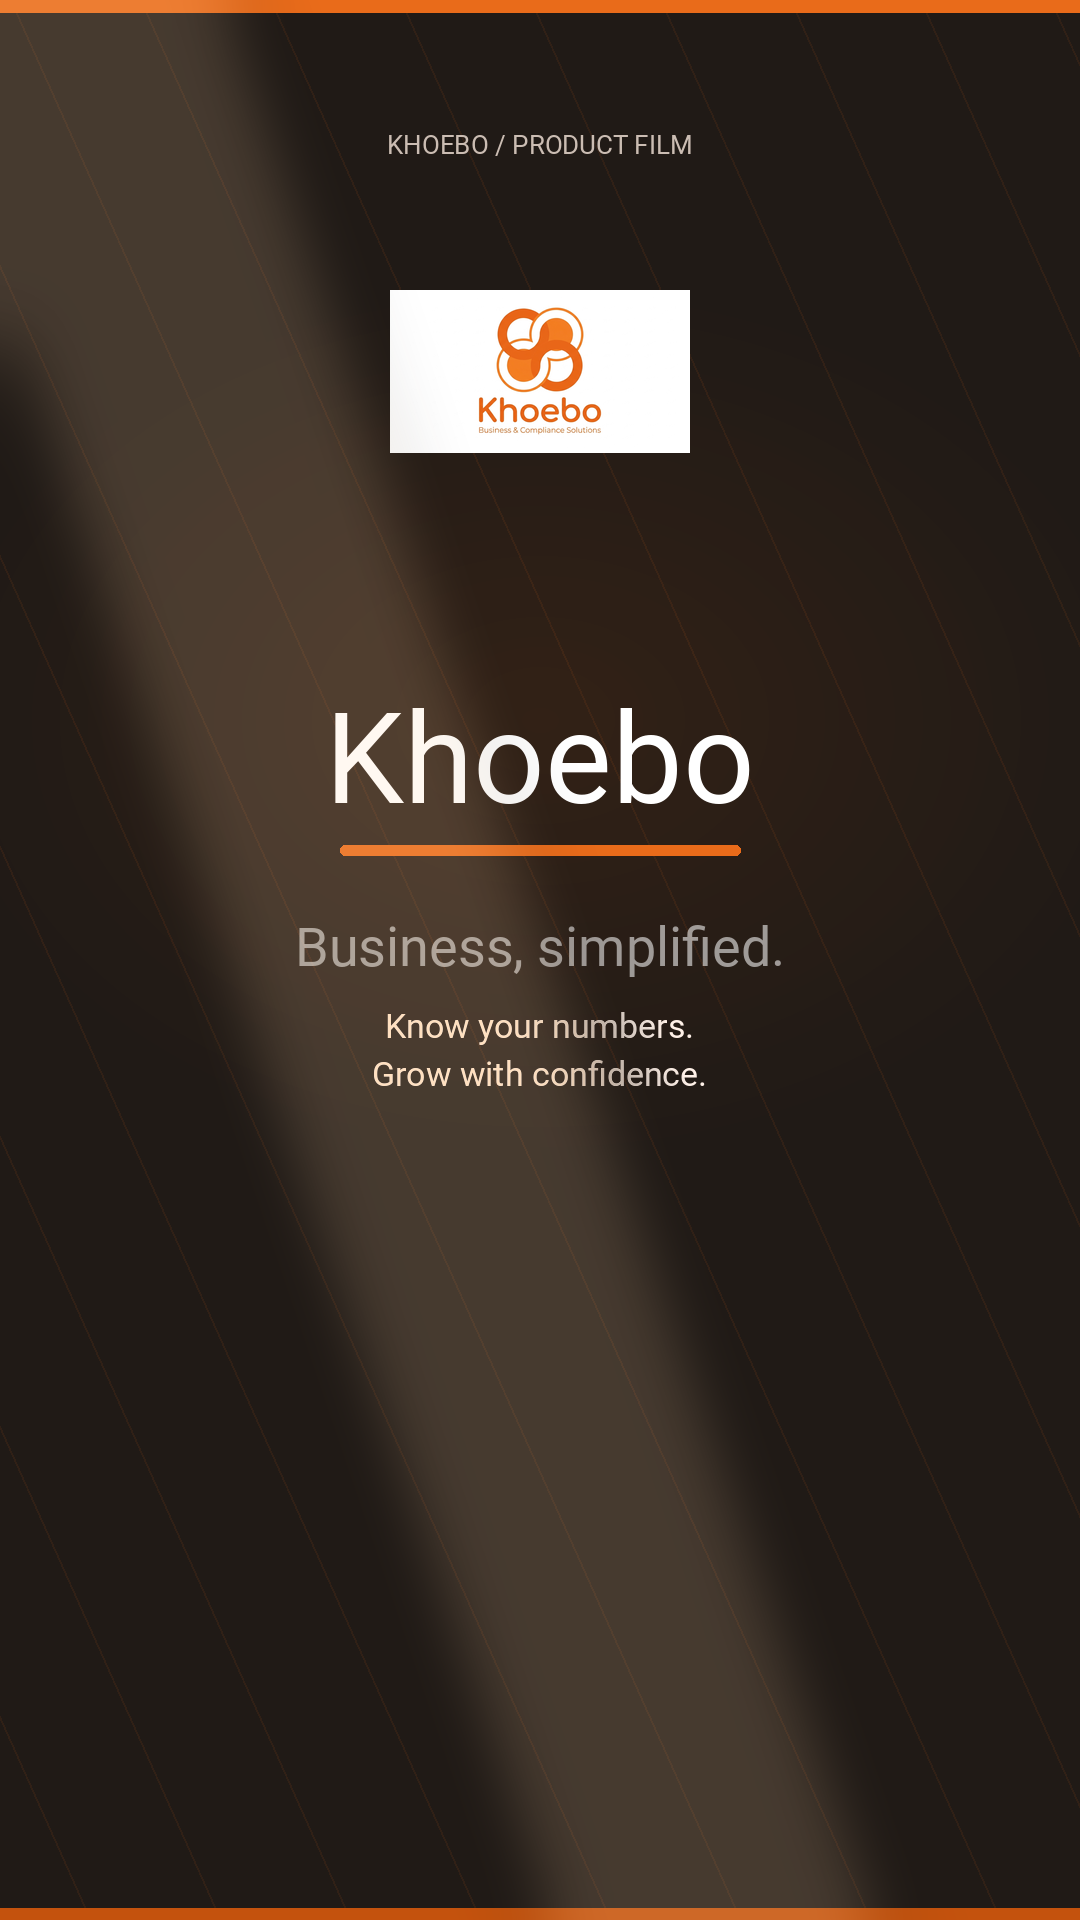 KHOEBO / PRODUCT FILM
Khoebo
Business & Compliance Solutions
Khoebo
Business, simplified.
Know your numbers.
Grow with confidence.